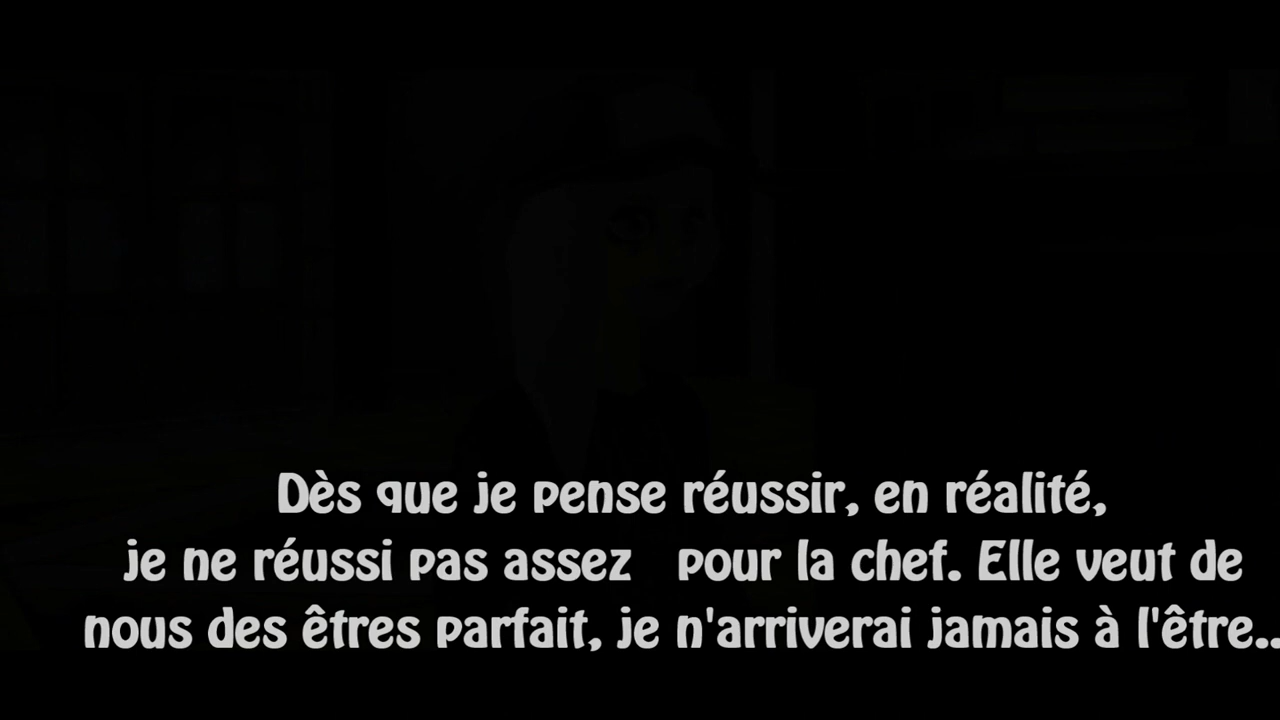 Dès que je pense réussir, en réalité,
je ne réussi pas assez pour la chef. Elle veut de
nous des êtres parfait, je n'arriverai jamais à l'être..